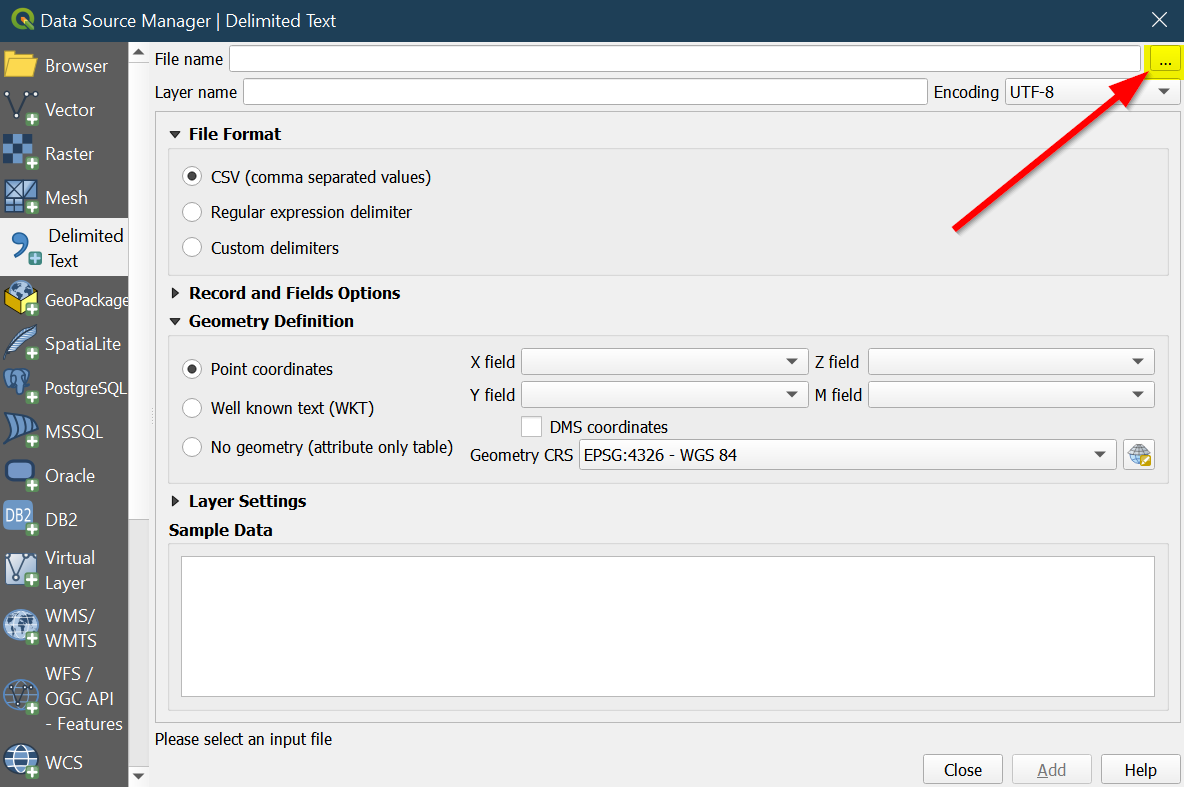 Data Source Manager | Delimited Text
Browser
Vector
Raster
Mesh
Delimited
Text
GeoPackage
SpatiaLite
PostgreSQL
MSSQL
Oracle
DB2
DB2
Virtual
Layer
WMS/
WMTS
WFS /
OGC API
- Features
WCS
File name ...
Layer name Encoding UTF-8
File Format
CSV (comma separated values)
Regular expression delimiter
Custom delimiters
Record and Fields Options
Geometry Definition
Point coordinates
Well known text (WKT)
No geometry (attribute only table)
X field Z field
Y field M field
DMS coordinates
Geometry CRS EPSG:4326 - WGS 84
Layer Settings
Sample Data
Please select an input file
Close Add Help